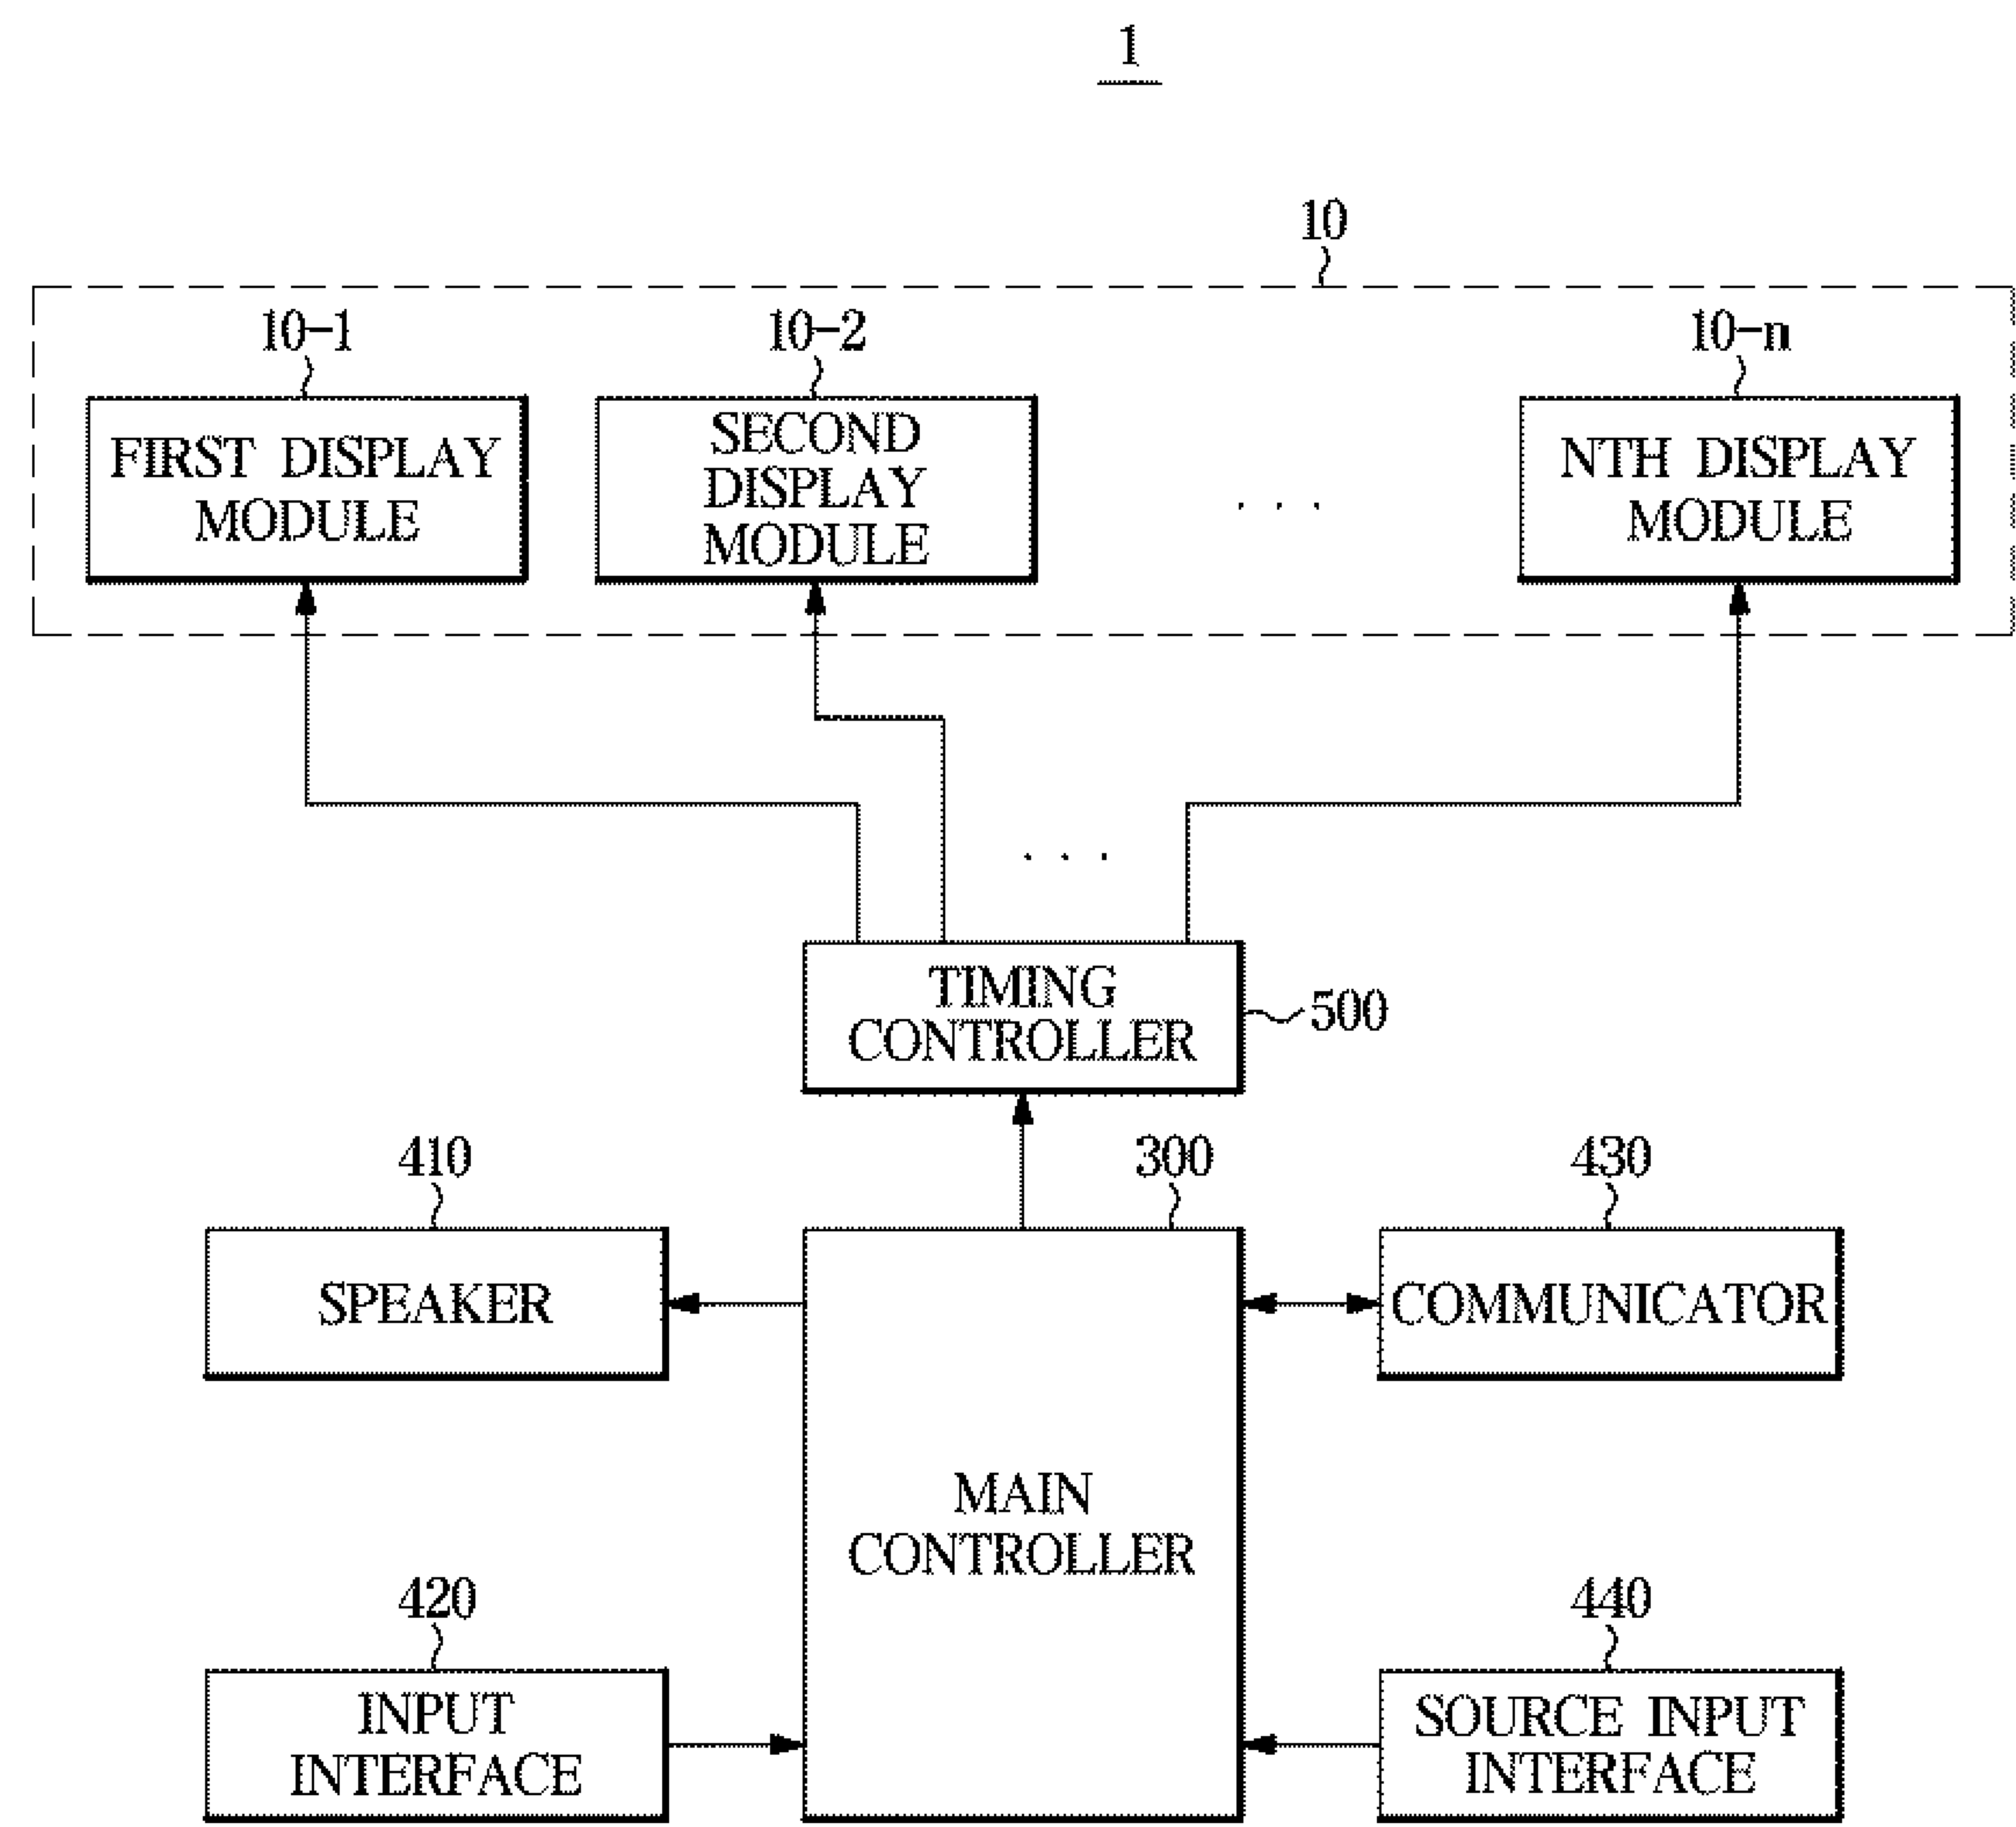 1
10
10-1
10-2
10-n
FIRST DISPLAY
MODULE
SECOND
DISPLAY
MODULE
. . .
NTH DISPLAY
MODULE
. . .
TIMING
CONTROLLER
500
410
300
430
SPEAKER
COMMUNICATOR
MAIN
CONTROLLER
420
440
INPUT
INTERFACE
SOURCE INPUT
INTERFACE